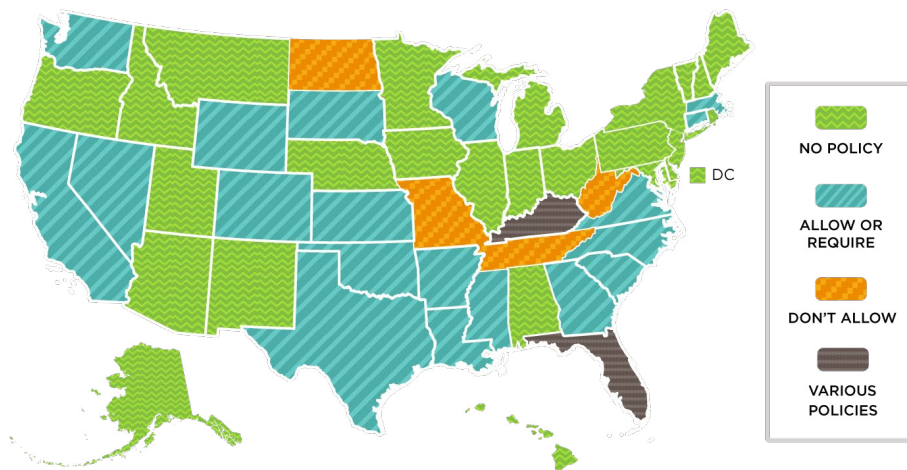 DC
NO POLICY
ALLOW OR
REQUIRE
DON'T ALLOW
VARIOUS
POLICIES